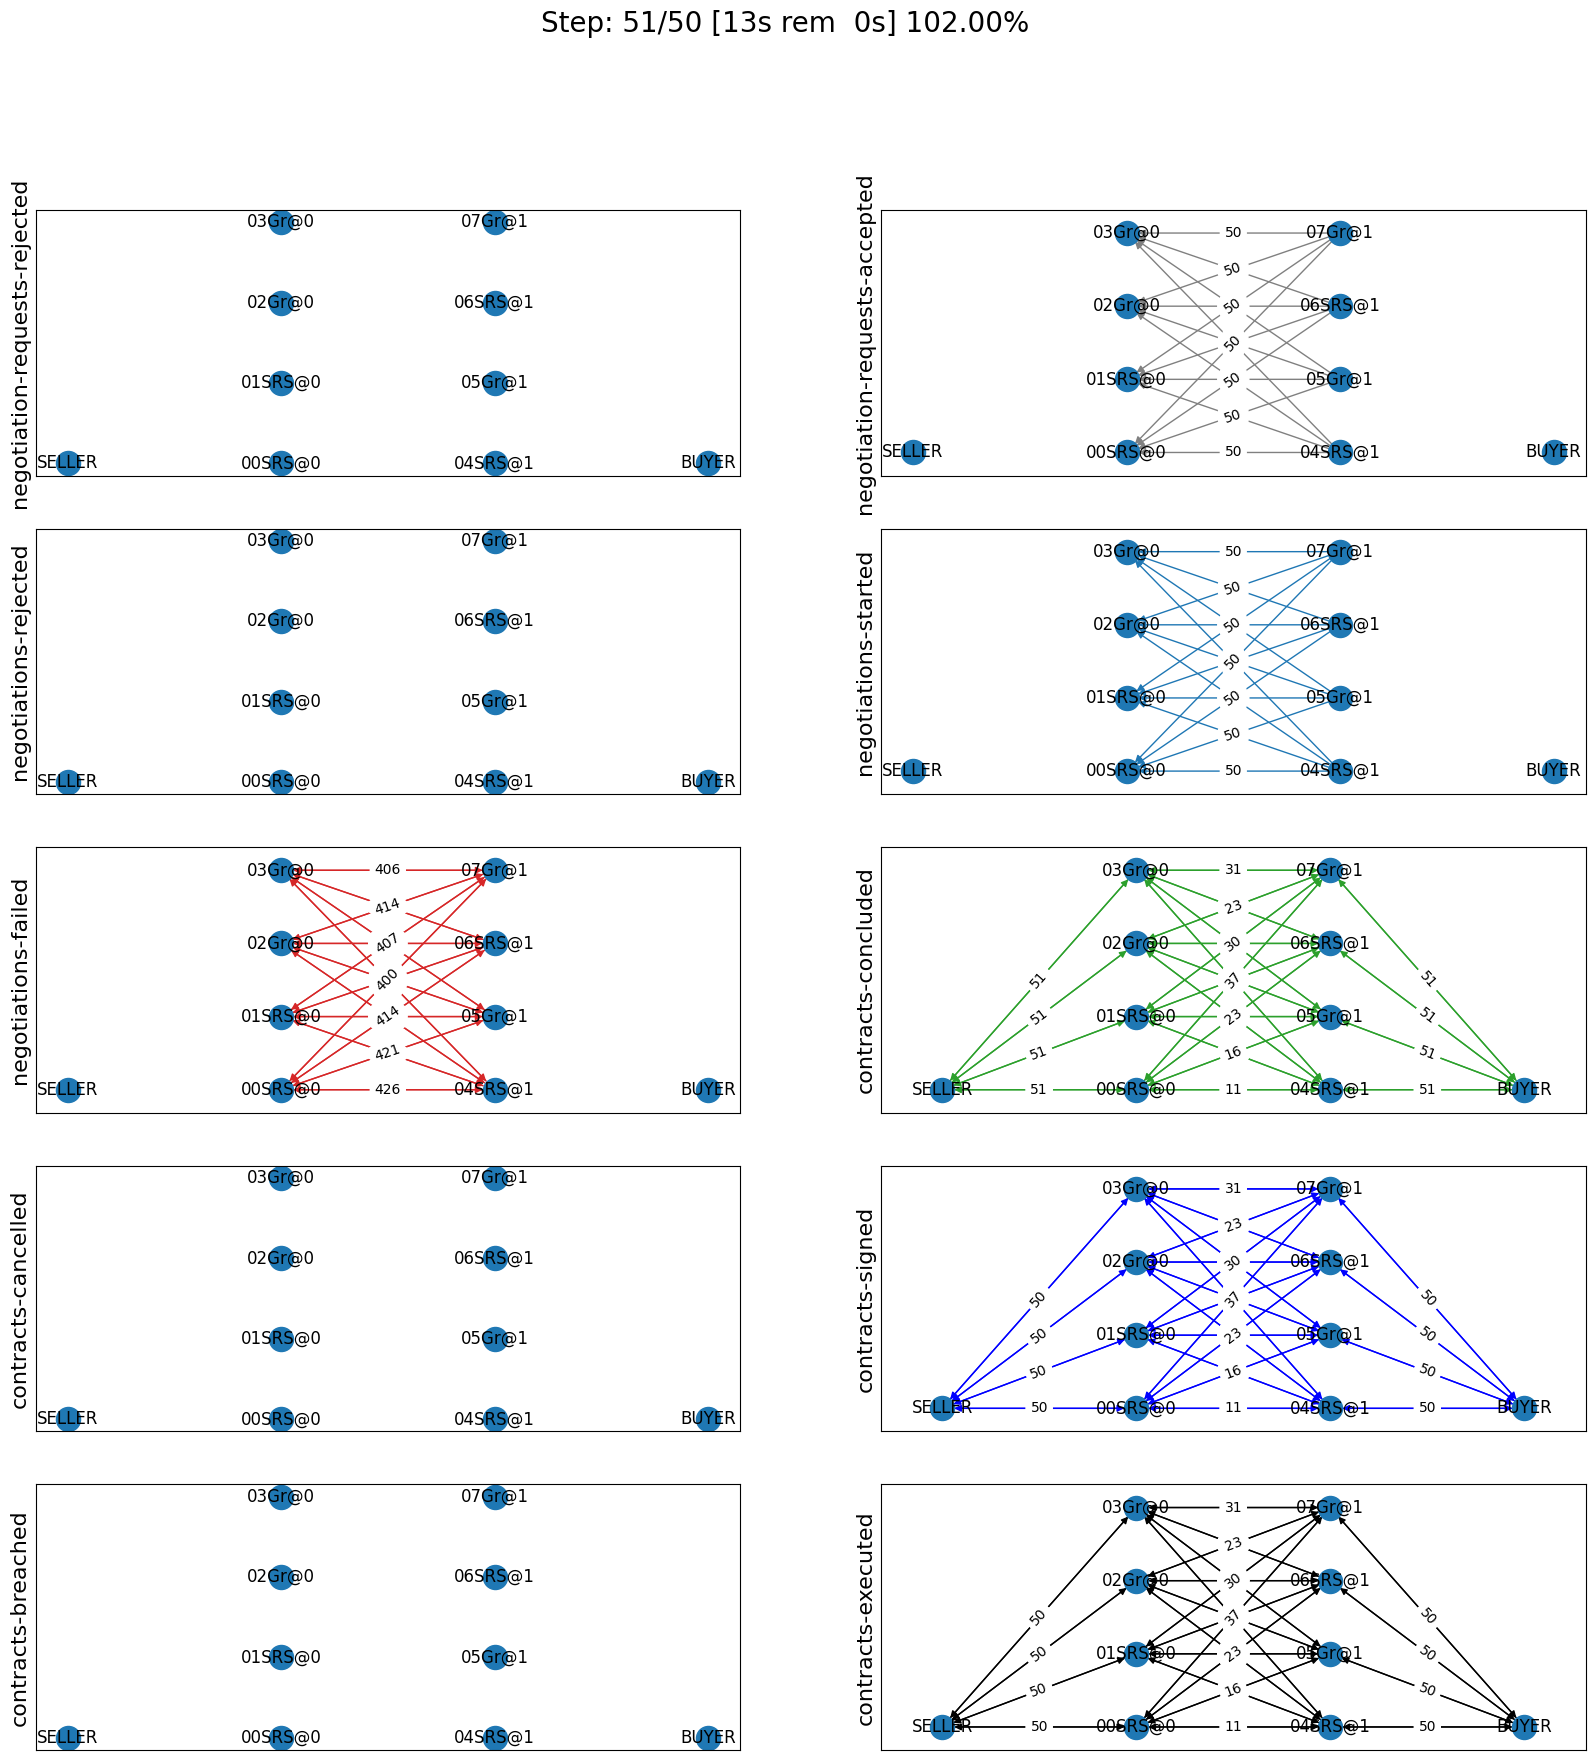 Step: 51/50 [13s rem  0s] 102.00%
negotiation-requests-rejected
03Gr@0
07Gr@1
02Gr@0
06SRS@1
01SRS@0
05Gr@1
SELLER
00SRS@0
04SRS@1
BUYER
negotiation-requests-accepted
03Gr@0
50
07Gr@1
50
02Gr@0
50
06SRS@1
50
01SRS@0
50
05Gr@1
50
SELLER
00SRS@0
50
04SRS@1
BUYER
negotiations-rejected
03Gr@0
07Gr@1
02Gr@0
06SRS@1
01SRS@0
05Gr@1
SELLER
00SRS@0
04SRS@1
BUYER
negotiations-started
03Gr@0
50
07Gr@1
50
02Gr@0
50
06SRS@1
50
01SRS@0
50
05Gr@1
50
SELLER
00SRS@0
50
04SRS@1
BUYER
negotiations-failed
03Gr@0
406
07Gr@1
414
02Gr@0
407
06SRS@1
400
01SRS@0
414
05Gr@1
421
SELLER
00SRS@0
426
04SRS@1
BUYER
contracts-concluded
03Gr@0
31
07Gr@1
23
02Gr@0
30
06SRS@1
51
37
51
51
01SRS@0
23
05Gr@1
51
51
16
51
SELLER
51
00SRS@0
11
04SRS@1
51
BUYER
contracts-cancelled
03Gr@0
07Gr@1
02Gr@0
06SRS@1
01SRS@0
05Gr@1
SELLER
00SRS@0
04SRS@1
BUYER
contracts-signed
03Gr@0
31
07Gr@1
23
02Gr@0
30
06SRS@1
50
37
50
50
01SRS@0
23
05Gr@1
50
50
16
50
SELLER
50
00SRS@0
11
04SRS@1
50
BUYER
contracts-breached
03Gr@0
07Gr@1
02Gr@0
06SRS@1
01SRS@0
05Gr@1
SELLER
00SRS@0
04SRS@1
BUYER
contracts-executed
03Gr@0
31
07Gr@1
23
02Gr@0
30
06SRS@1
50
37
50
50
01SRS@0
23
05Gr@1
50
50
16
50
SELLER
50
00SRS@0
11
04SRS@1
50
BUYER